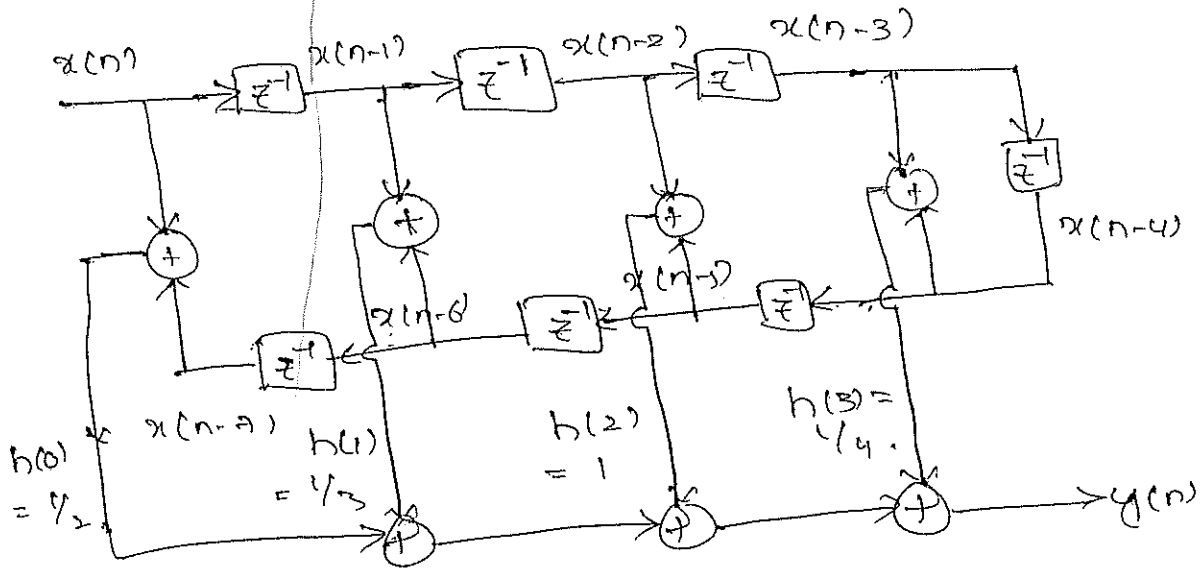 x(n)
x(n-1)
x(n-2)
x(n-3)
z^-1
z^-1
z^-1
z^-1
+
+
+
+
x(n-4)
x(n-5)
x(n-6
z^-1
z^-1
z^-1
x(n-7)
h(0)
= 1/2
h(1)
= 1/3
h(2)
= 1
h(3) =
1/4.
+
+
+
y(n)